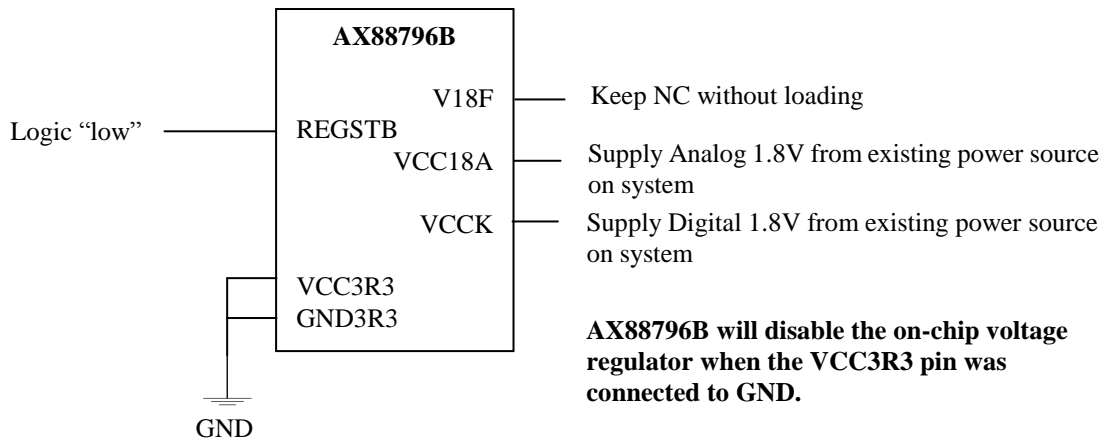 AX88796B
V18F
Keep NC without loading
Logic “low”
REGSTB
VCC18A
Supply Analog 1.8V from existing power source
on system
VCCK
Supply Digital 1.8V from existing power source
on system
VCC3R3
GND3R3
AX88796B will disable the on-chip voltage
regulator when the VCC3R3 pin was
connected to GND.
GND